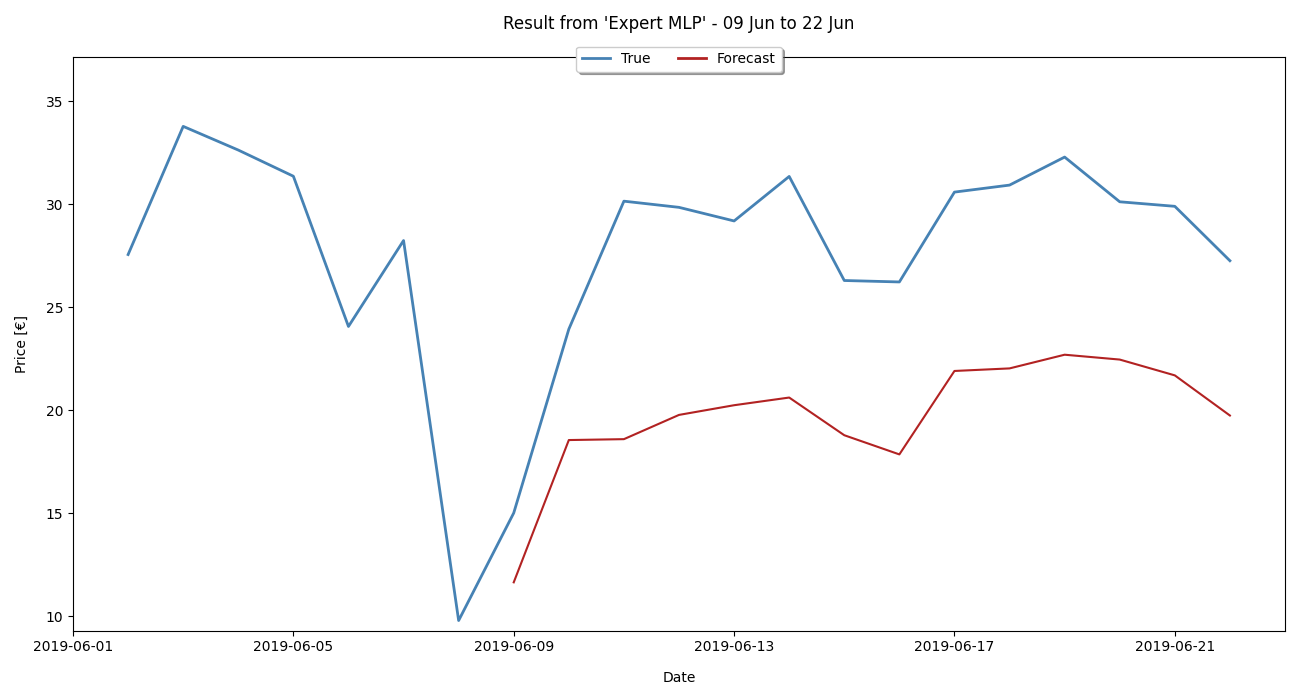 Result from 'Expert MLP' - 09 Jun to 22 Jun
True Forecast
35
30
25
20
15
10
Price [€]
2019-06-01 2019-06-05 2019-06-09 2019-06-13 2019-06-17 2019-06-21
Date